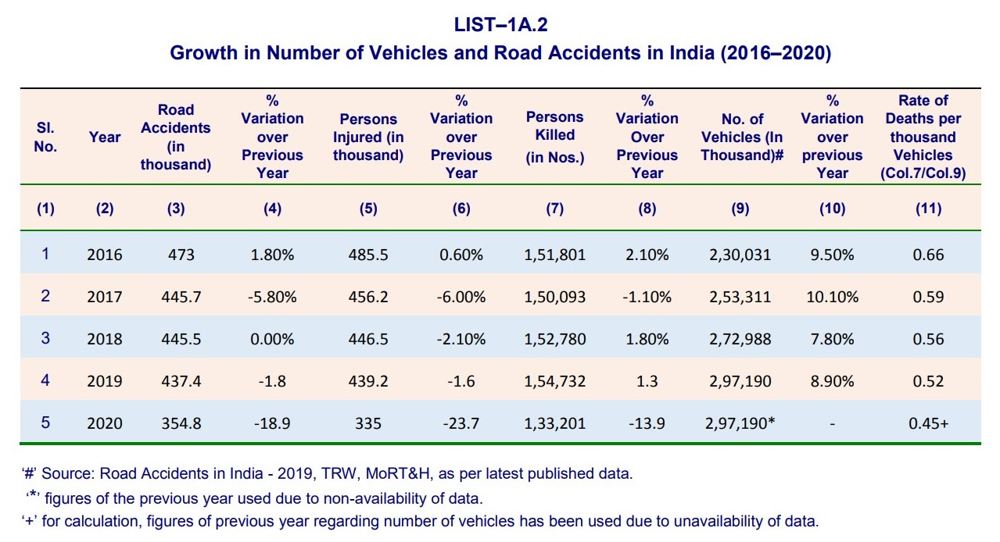 LIST–1A.2
Growth in Number of Vehicles and Road Accidents in India (2016–2020)
Sl. No. Year Road Accidents (in thousand) % Variation over Previous Year Persons Injured (in thousand) % Variation over Previous Year Persons Killed (in Nos.) % Variation Over Previous Year No. of Vehicles (In Thousand)# % Variation over previous Year Rate of Deaths per thousand Vehicles (Col.7/Col.9)
(1) (2) (3) (4) (5) (6) (7) (8) (9) (10) (11)
1 2016 473 1.80% 485.5 0.60% 1,51,801 2.10% 2,30,031 9.50% 0.66
2 2017 445.7 -5.80% 456.2 -6.00% 1,50,093 -1.10% 2,53,311 10.10% 0.59
3 2018 445.5 0.00% 446.5 -2.10% 1,52,780 1.80% 2,72,988 7.80% 0.56
4 2019 437.4 -1.8 439.2 -1.6 1,54,732 1.3 2,97,190 8.90% 0.52
5 2020 354.8 -18.9 335 -23.7 1,33,201 -13.9 2,97,190* - 0.45+
‘#’ Source: Road Accidents in India - 2019, TRW, MoRT&H, as per latest published data.
‘*’ figures of the previous year used due to non-availability of data.
‘+’ for calculation, figures of previous year regarding number of vehicles has been used due to unavailability of data.